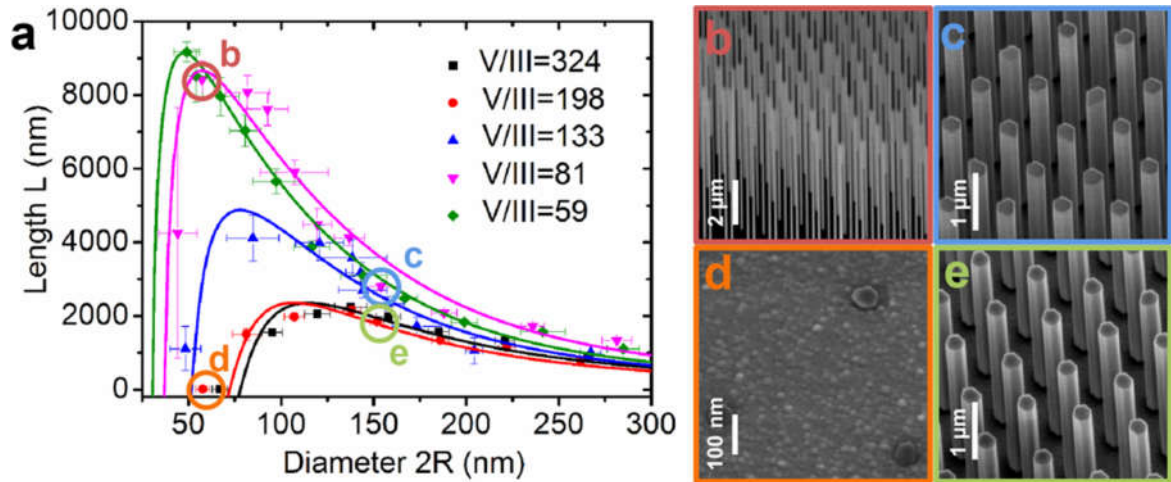 a
Length L (nm)
10000
8000
6000
4000
2000
0
50 100 150 200 250 300
Diameter 2R (nm)
V/III=324
V/III=198
V/III=133
V/III=81
V/III=59
b
c
d
e
b
2 µm
c
1 µm
d
100 nm
e
1 µm